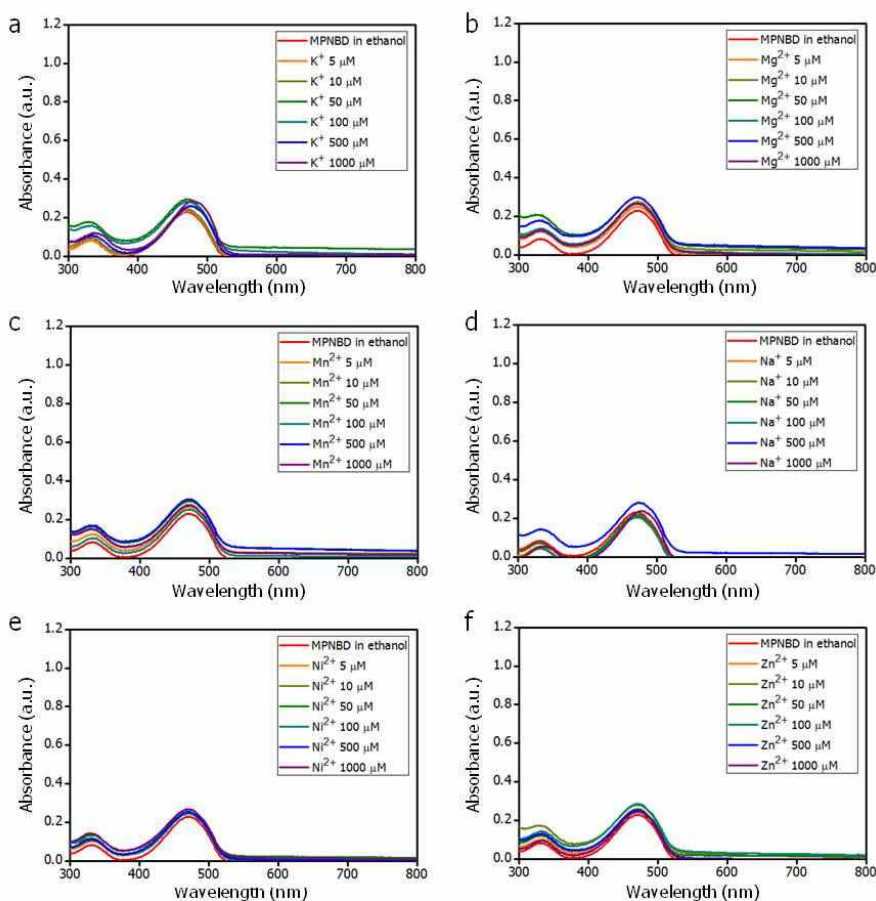 a
1.2
1.0
0.8
0.6
0.4
0.2
0.0
Absorbance (a.u.)
MPNBD in ethanol
K⁺ 5 μM
K⁺ 10 μM
K⁺ 50 μM
K⁺ 100 μM
K⁺ 500 μM
K⁺ 1000 μM
300 400 500 600 700 800
Wavelength (nm)
b
1.2
1.0
0.8
0.6
0.4
0.2
0.0
Absorbance (a.u.)
MPNBD in ethanol
Mg²⁺ 5 μM
Mg²⁺ 10 μM
Mg²⁺ 50 μM
Mg²⁺ 100 μM
Mg²⁺ 500 μM
Mg²⁺ 1000 μM
300 400 500 600 700 800
Wavelength (nm)
c
1.2
1.0
0.8
0.6
0.4
0.2
0.0
Absorbance (a.u.)
MPNBD in ethanol
Mn²⁺ 5 μM
Mn²⁺ 10 μM
Mn²⁺ 50 μM
Mn²⁺ 100 μM
Mn²⁺ 500 μM
Mn²⁺ 1000 μM
300 400 500 600 700 800
Wavelength (nm)
d
1.2
1.0
0.8
0.6
0.4
0.2
0.0
Absorbance (a.u.)
MPNBD in ethanol
Na⁺ 5 μM
Na⁺ 10 μM
Na⁺ 50 μM
Na⁺ 100 μM
Na⁺ 500 μM
Na⁺ 1000 μM
300 400 500 600 700 800
Wavelength (nm)
e
1.2
1.0
0.8
0.6
0.4
0.2
0.0
Absorbance (a.u.)
MPNBD in ethanol
Ni²⁺ 5 μM
Ni²⁺ 10 μM
Ni²⁺ 50 μM
Ni²⁺ 100 μM
Ni²⁺ 500 μM
Ni²⁺ 1000 μM
300 400 500 600 700 800
Wavelength (nm)
f
1.2
1.0
0.8
0.6
0.4
0.2
0.0
Absorbance (a.u.)
MPNBD in ethanol
Zn²⁺ 5 μM
Zn²⁺ 10 μM
Zn²⁺ 50 μM
Zn²⁺ 100 μM
Zn²⁺ 500 μM
Zn²⁺ 1000 μM
300 400 500 600 700 800
Wavelength (nm)